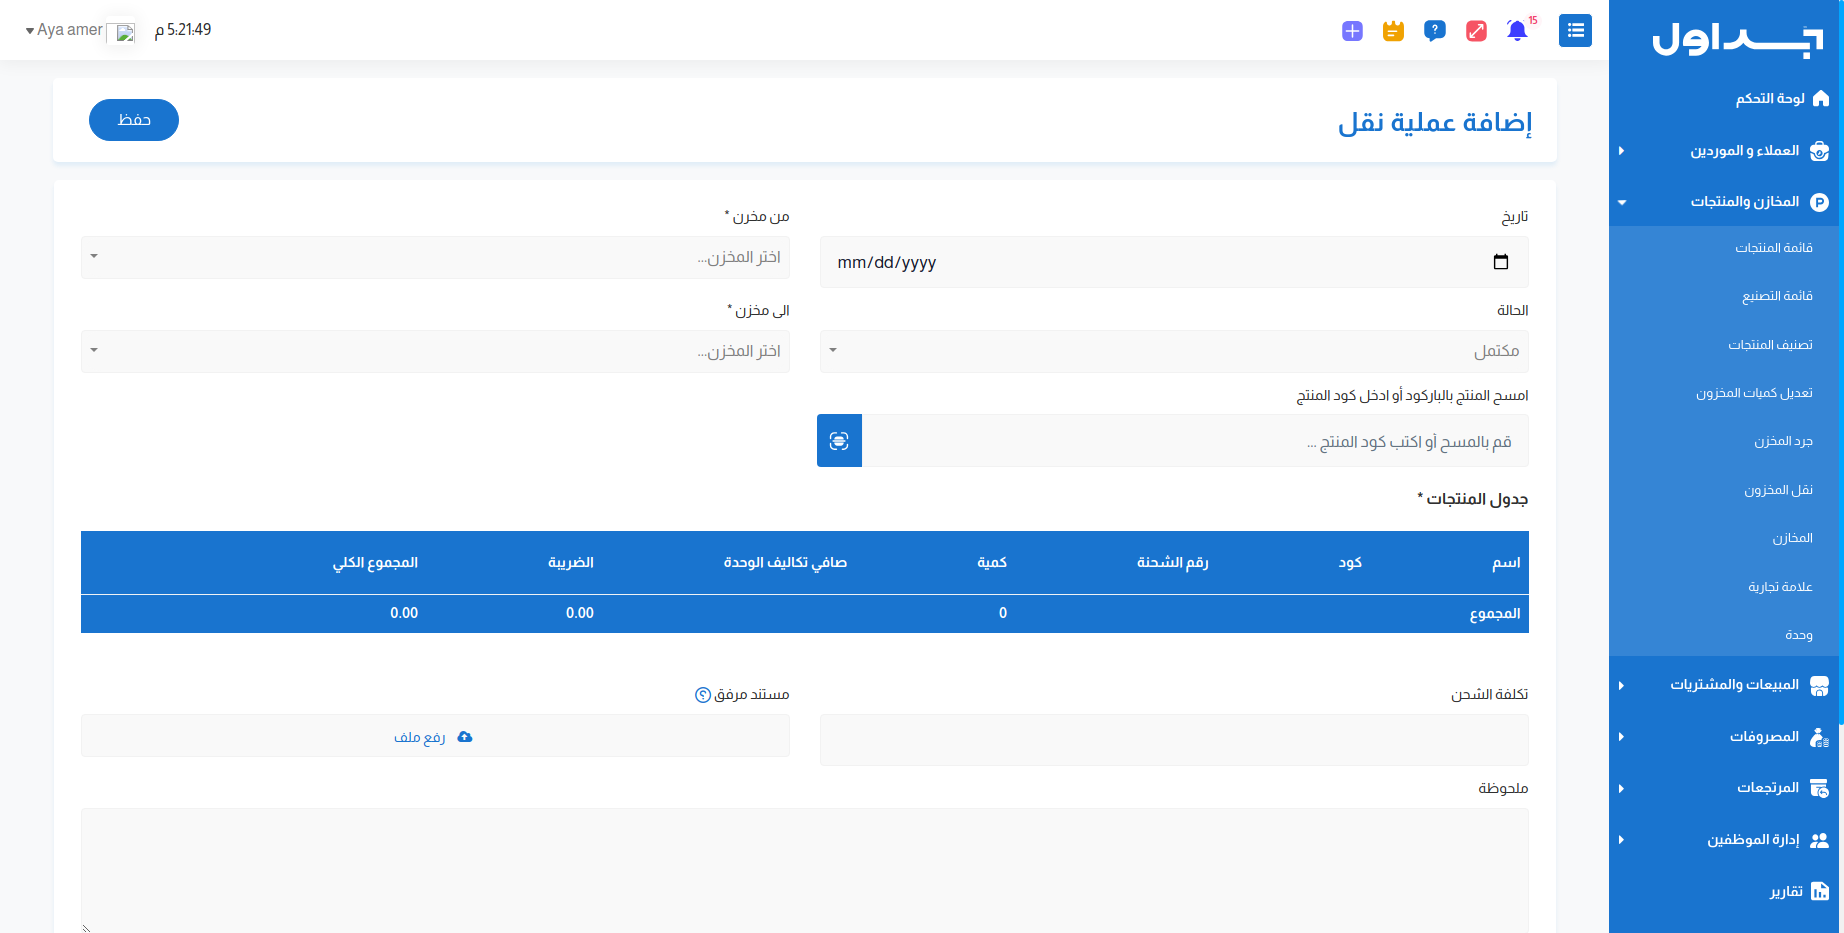 بداول
لوحة التحكم
العملاء و الموردين
المخازن والمنتجات
قائمة المنتجات
قائمة التصنيع
تصنيف المنتجات
تعديل كميات المخزون
جرد المخزن
نقل المخزون
المخازن
علامة تجارية
وحدة
المبيعات والمشتريات
المصروفات
المرتجعات
إدارة الموظفين
تقارير
15
5:21:49 م
Aya amer
إضافة عملية نقل
حفظ
تاريخ
من مخرن *
mm/dd/yyyy
اختر المخزن...
الحالة
الى مخزن *
مكتمل
اختر المخزن...
امسح المنتج بالباركود أو ادخل كود المنتج
قم بالمسح أو اكتب كود المنتج ...
جدول المنتجات *
اسم كود رقم الشحنة كمية صافي تكاليف الوحدة الضريبة المجموع الكلي
المجموع 0 0.00 0.00
تكلفة الشحن
مستند مرفق
رفع ملف
ملحوظة